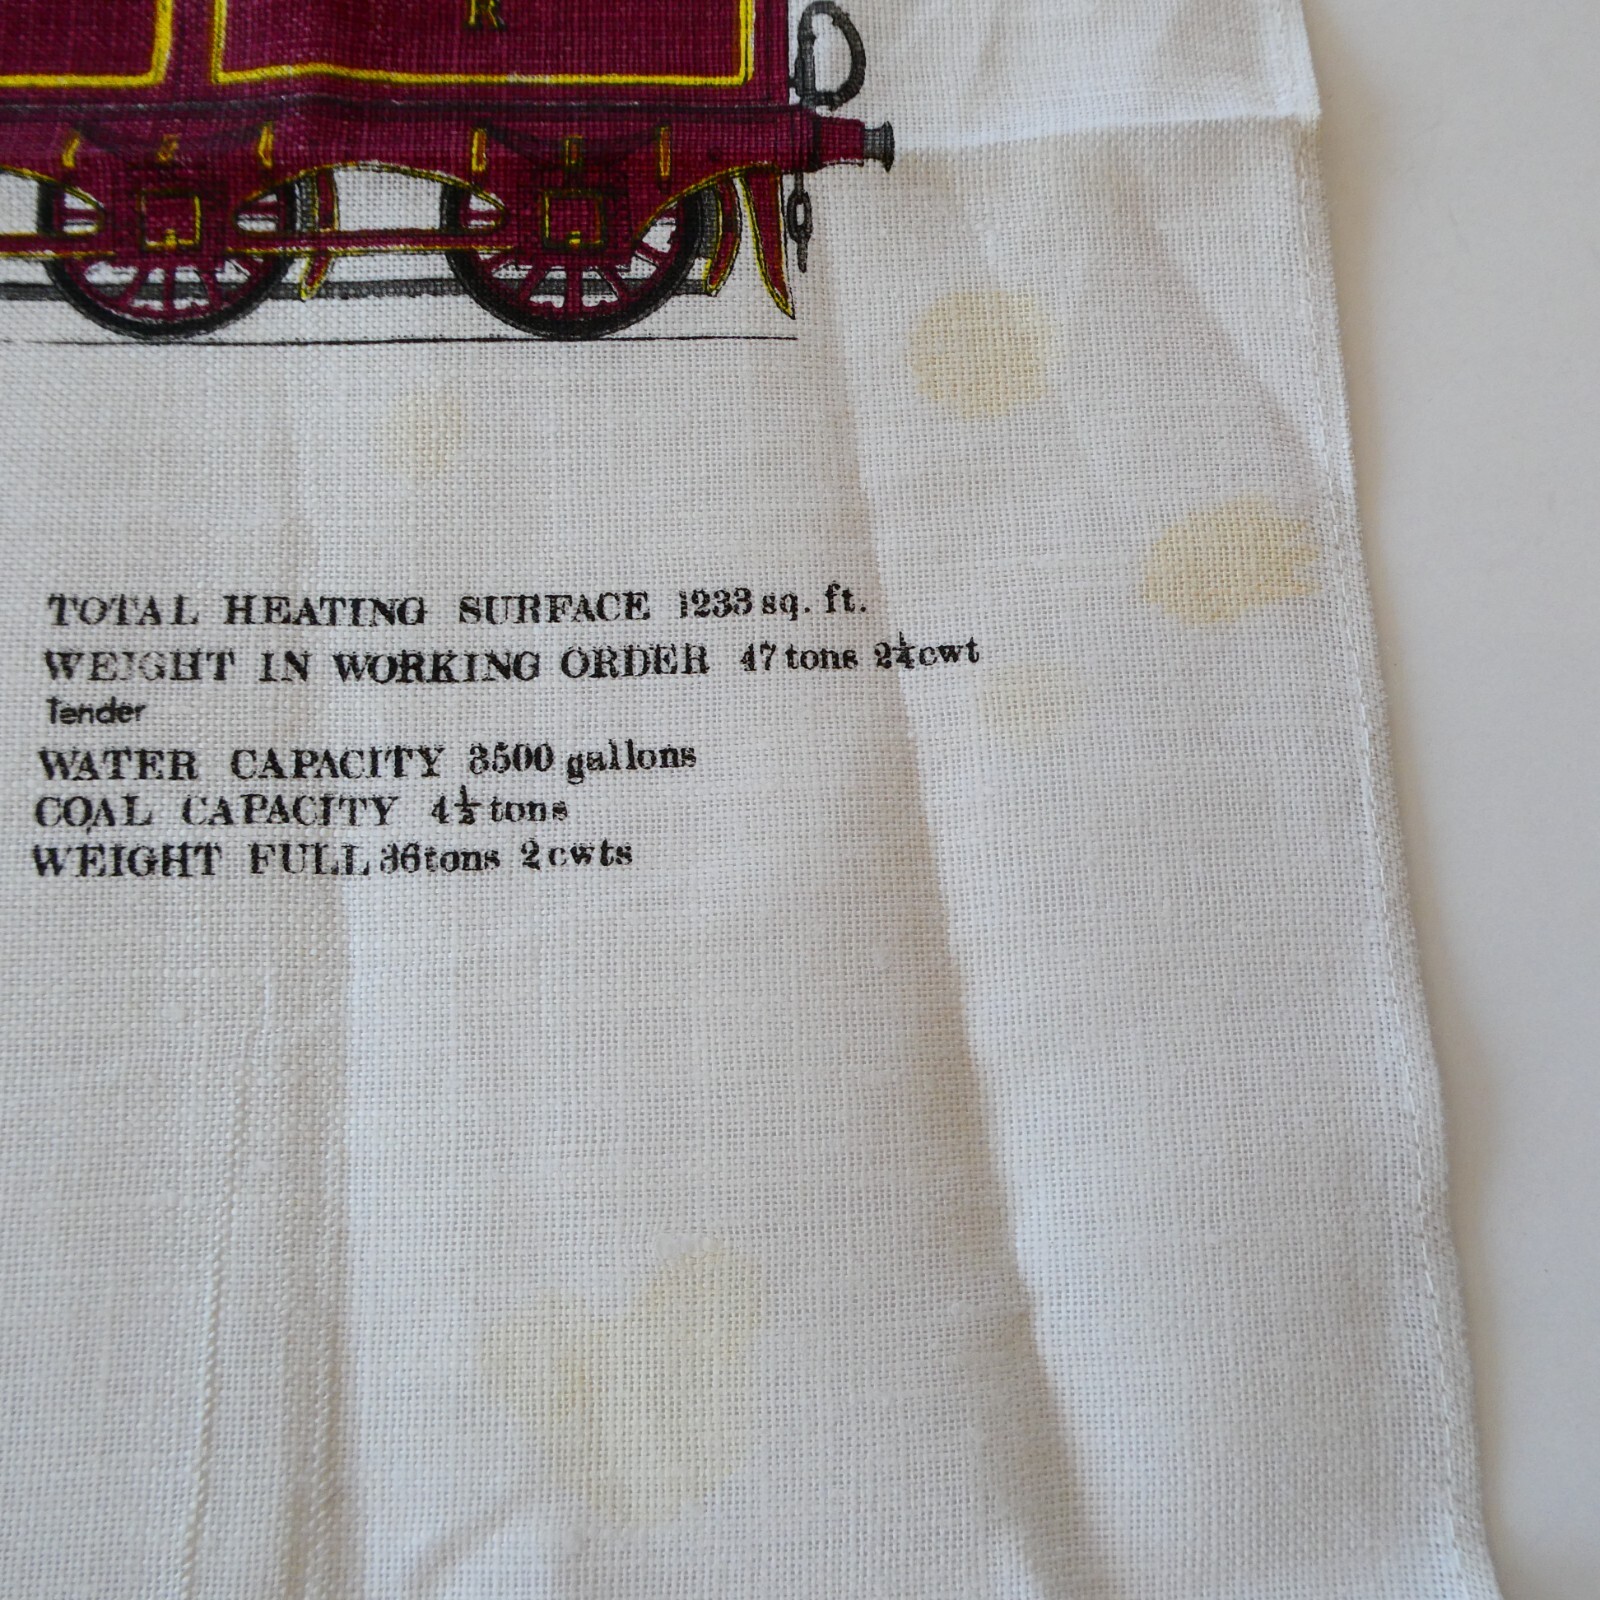 R
TOTAL HEATING SURFACE 1233 sq. ft.
WEIGHT IN WORKING ORDER 47 tons 2¼cwt
Tender
WATER CAPACITY 3500 gallons
COAL CAPACITY 4½ tons
WEIGHT FULL 36tons 2cwts